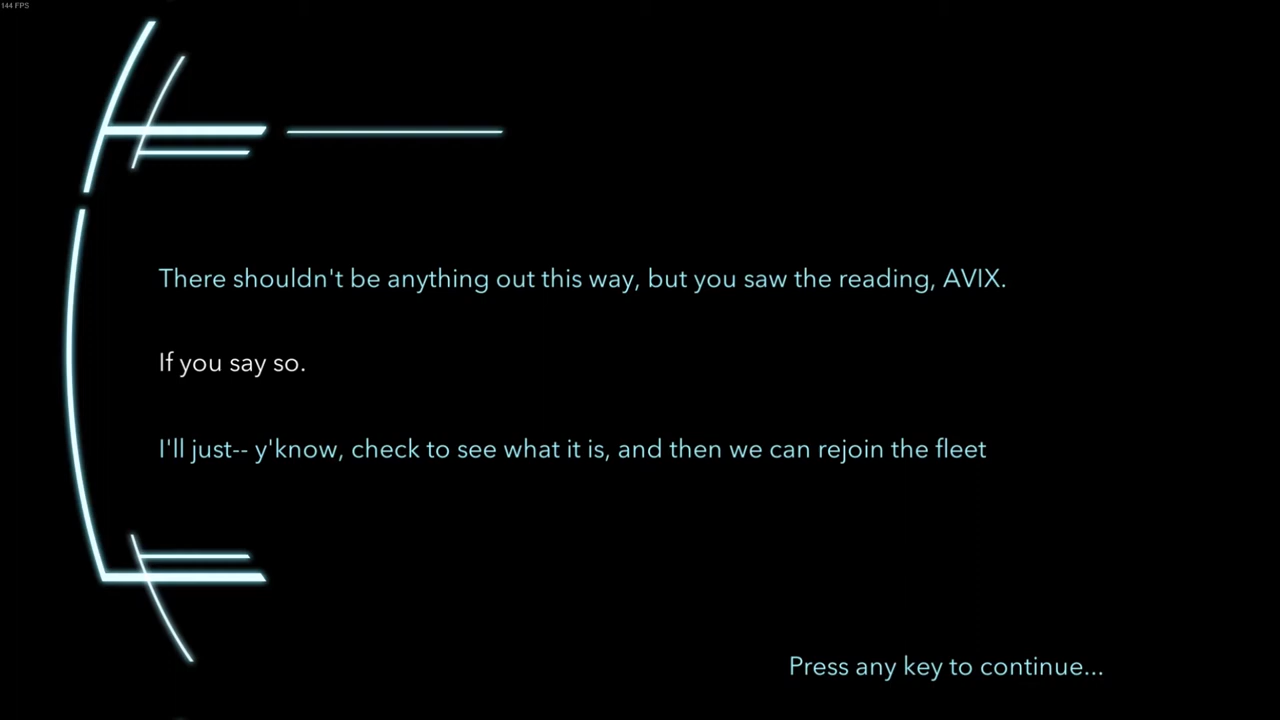 144 FPS
There shouldn't be anything out this way, but you saw the reading, AVIX.
If you say so.
I'll just-- y'know, check to see what it is, and then we can rejoin the fleet
Press any key to continue...